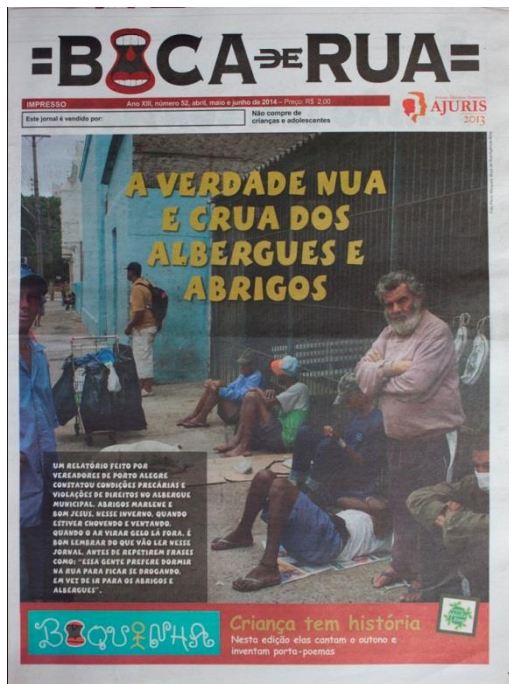 =BOCA DE RUA=
IMPRESSO
Ano XIII, número 52, abril, maio e junho de 2014 – Preço: R$ 2,00
Este jornal é vendido por:
Não compre de
crianças e adolescentes
AJURIS
2013
A VERDADE NUA
E CRUA DOS
ALBERGUES E
ABRIGOS
UM RELATÓRIO FEITO POR
VEREADORES DE PORTO ALEGRE
CONSTATOU CONDIÇÕES PRECÁRIAS E
VIOLAÇÕES DE DIREITOS NO ALBERGUE
MUNICIPAL, ABRIGOS MARLENE E
BOM JESUS. NESSE INVERNO, QUANDO
ESTIVER CHOVENDO E VENTANDO,
QUANDO O AR VIRAR GELO LÁ FORA, É
BOM LEMBRAR DO QUE VÃO LER NESSE
JORNAL, ANTES DE REPETIREM FRASES
COMO: "ESSA GENTE PREFERE DORMIR
NA RUA PARA FICAR SE DROGANDO,
EM VEZ DE IR PARA OS ABRIGOS E
ALBERGUES".
BOQUINHA
Criança tem história
Nesta edição elas cantam o outono e
inventam porta-poemas